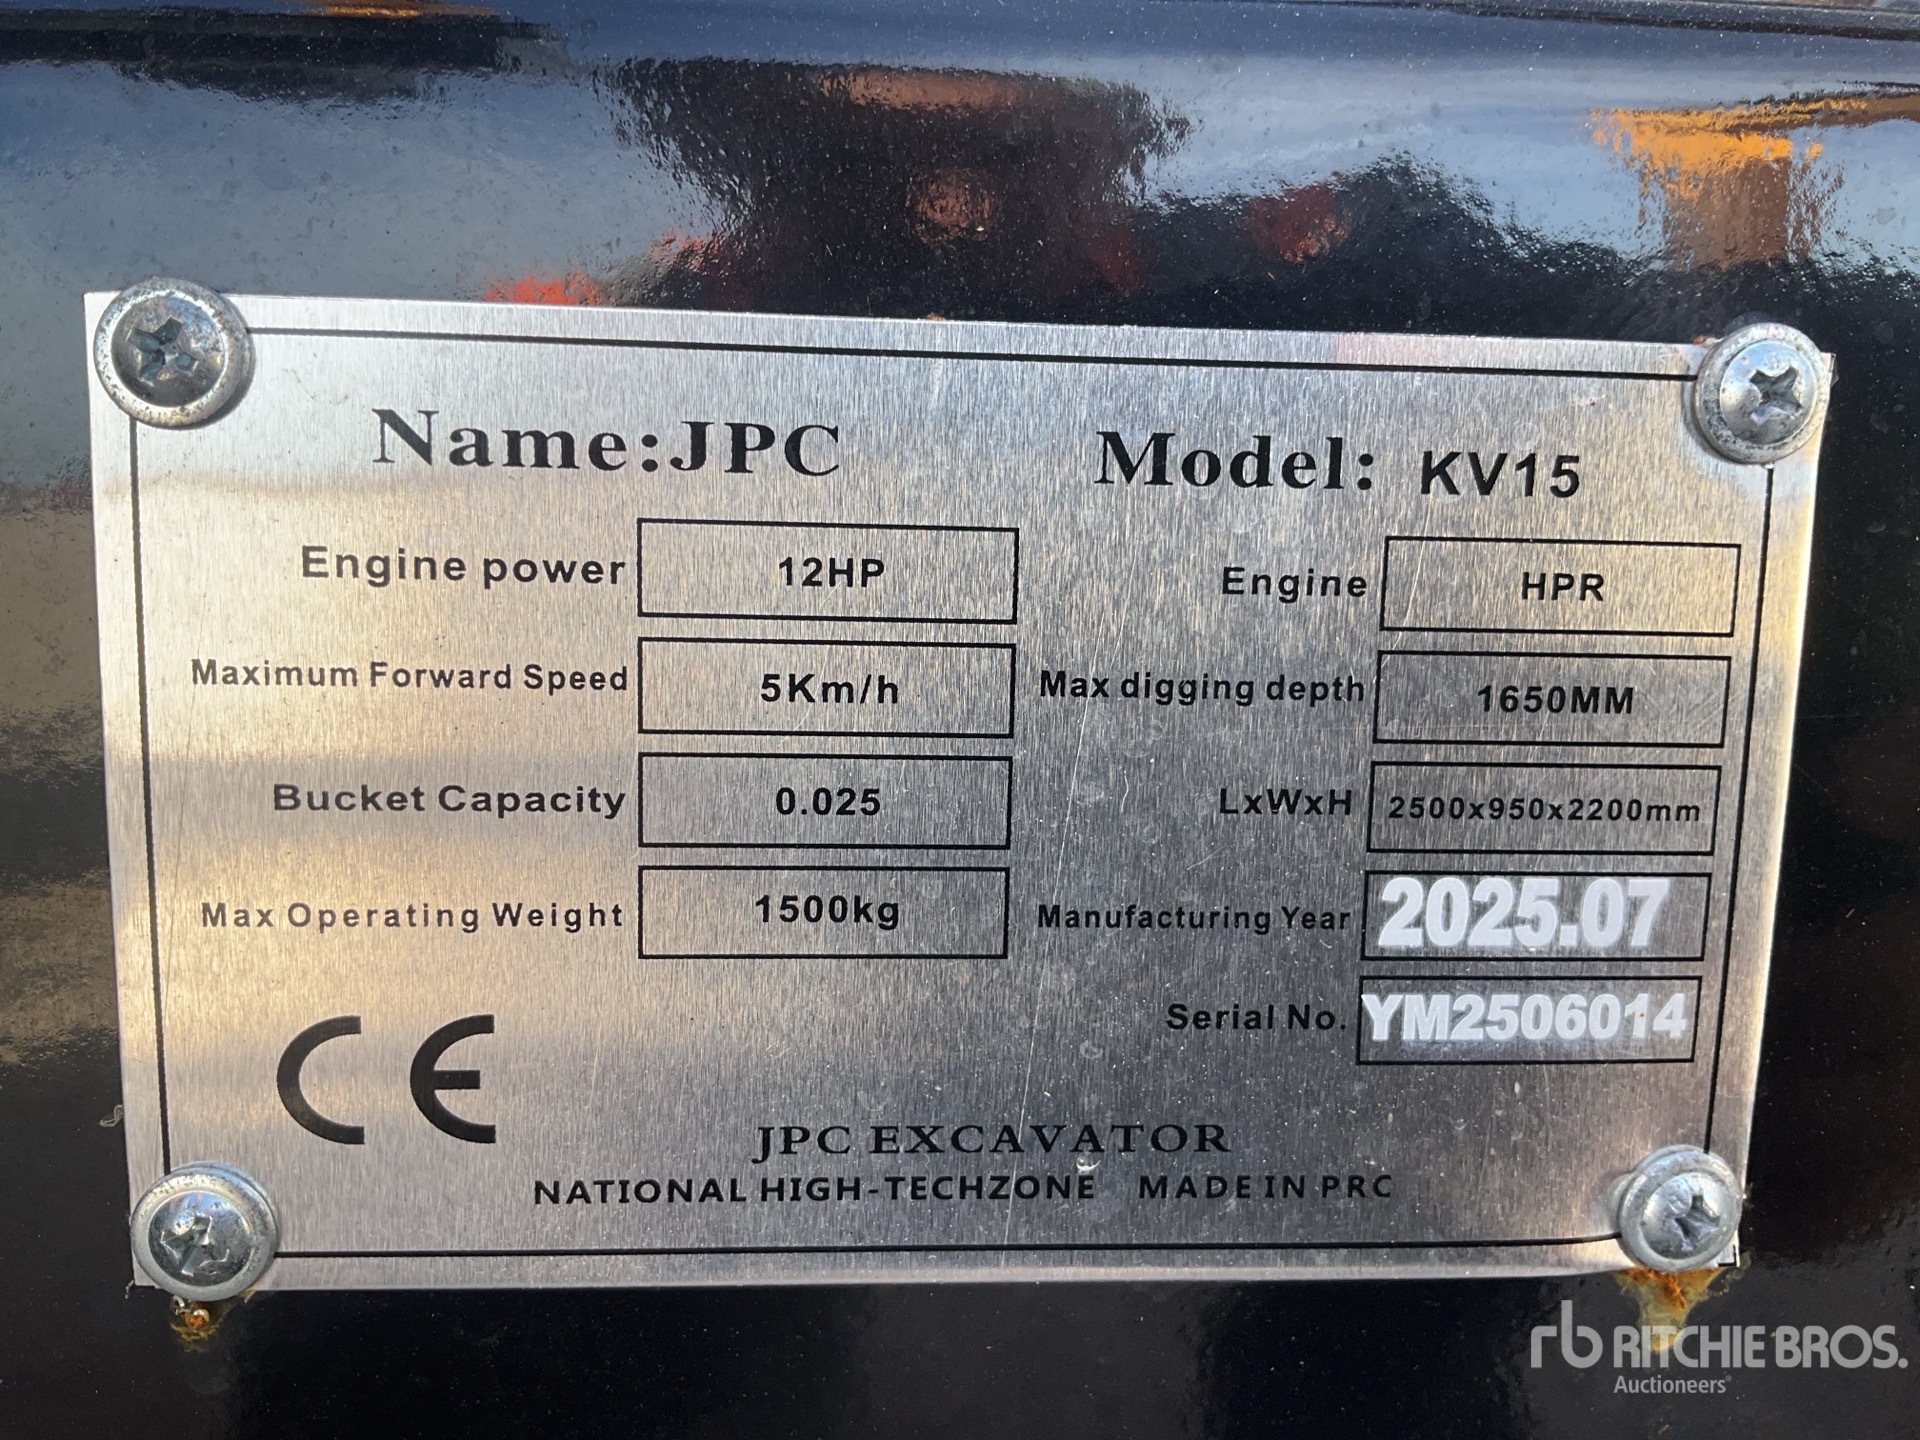 Name:JPC Model: KV15
Engine power 12HP Engine HPR
Maximum Forward Speed 5Km/h Max digging depth 1650MM
Bucket Capacity 0.025 LxWxH 2500x950x2200mm
Max Operating Weight 1500kg Manufacturing Year 2025.07
Serial No. YM2506014
CE
JPC EXCAVATOR
NATIONAL HIGH-TECHZONE MADE IN PRC
rb RITCHIE BROS.
Auctioneers